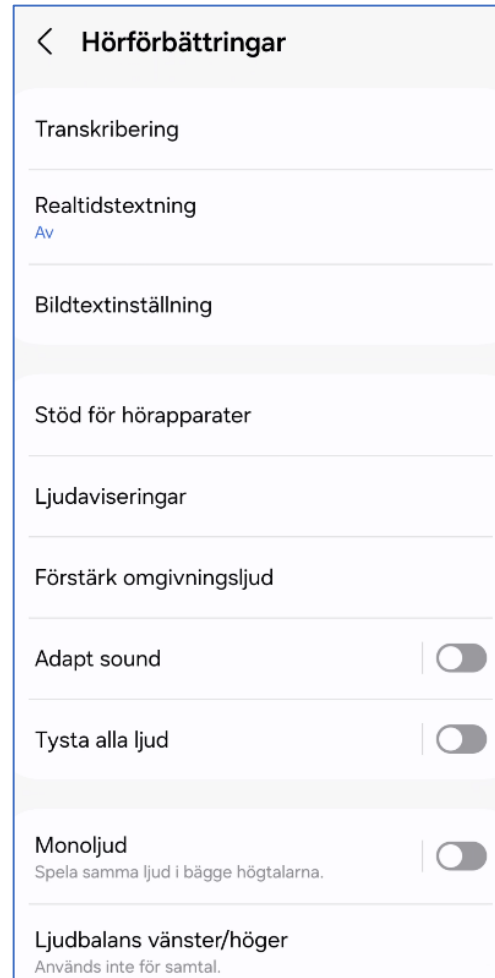 Hörförbättringar
Transkribering
Realtidstextning
Av
Bildtextinställning
Stöd för hörapparater
Ljudaviseringar
Förstärk omgivningsljud
Adapt sound
Tysta alla ljud
Monoljud
Spela samma ljud i bägge högtalarna.
Ljudbalans vänster/höger
Används inte för samtal.